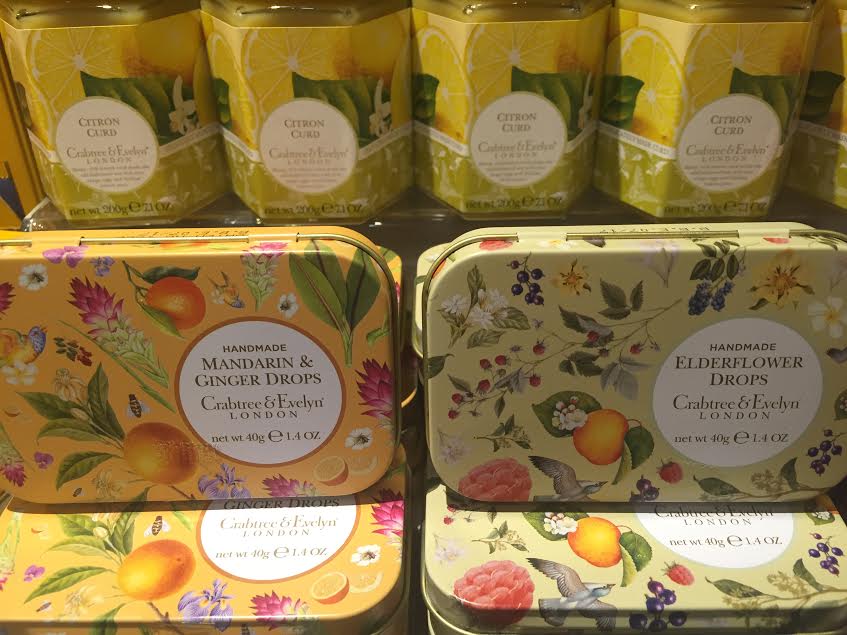 CITRON
CURD
Crabtree & Evelyn
LONDON
net wt 200g ℮ 7.1 OZ.
CITRON
CURD
Crabtree & Evelyn
LONDON
net wt 200g ℮ 7.1 OZ.
CITRON
CURD
Crabtree & Evelyn
LONDON
net wt 200g ℮ 7.1 OZ.
CITRON
CURD
Crabtree & Evelyn
LONDON
net wt 200g ℮ 7.1 OZ.
HANDMADE
MANDARIN &
GINGER DROPS
Crabtree & Evelyn®
LONDON
net wt 40g ℮ 1.4 OZ
HANDMADE
ELDERFLOWER
DROPS
Crabtree & Evelyn
LONDON
net wt 40g ℮ 1.4 OZ
GINGER DROPS
Crabtree & Evelyn®
LONDON
net wt 40g ℮ 1.4 OZ.
Crabtree & Evelyn
LONDON
net wt 40g ℮ 1.4 OZ.